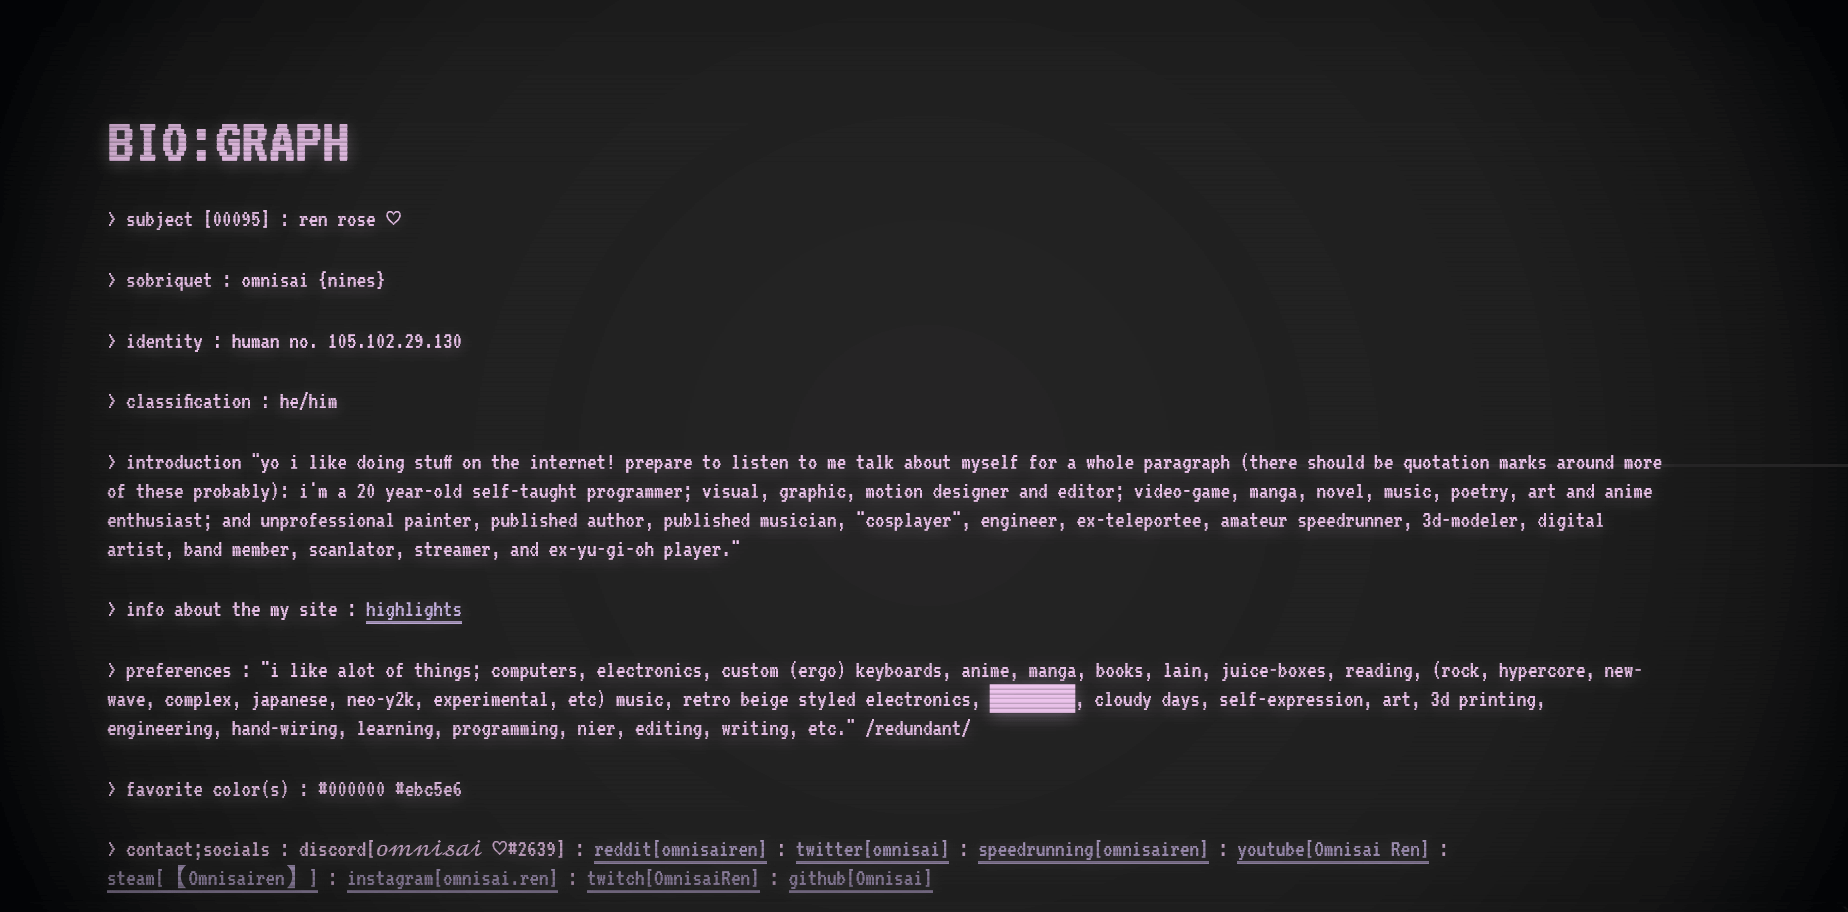 BIO:GRAPH
> subject [00095] : ren rose ♡
> sobriquet : omnisai {nines}
> identity : human no. 105.102.29.130
> classification : he/him
> introduction "yo i like doing stuff on the internet! prepare to listen to me talk about myself for a whole paragraph (there should be quotation marks around more
of these probably): i'm a 20 year-old self-taught programmer; visual, graphic, motion designer and editor; video-game, manga, novel, music, poetry, art and anime
enthusiast; and unprofessional painter, published author, published musician, "cosplayer", engineer, ex-teleportee, amateur speedrunner, 3d-modeler, digital
artist, band member, scanlator, streamer, and ex-yu-gi-oh player."
> info about the my site : highlights
> preferences : "i like alot of things; computers, electronics, custom (ergo) keyboards, anime, manga, books, lain, juice-boxes, reading, (rock, hypercore, new-
wave, complex, japanese, neo-y2k, experimental, etc) music, retro beige styled electronics, █████████, cloudy days, self-expression, art, 3d printing,
engineering, hand-wiring, learning, programming, nier, editing, writing, etc." /redundant/
> favorite color(s) : #000000 #ebc5e6
> contact;socials : discord[𝓸𝓶𝓷𝓲𝓼𝓪𝓲 ♡#2639] : reddit[omnisairen] : twitter[omnisai] : speedrunning[omnisairen] : youtube[Omnisai Ren] :
steam[【Omnisairen】] : instagram[omnisai.ren] : twitch[OmnisaiRen] : github[Omnisai]